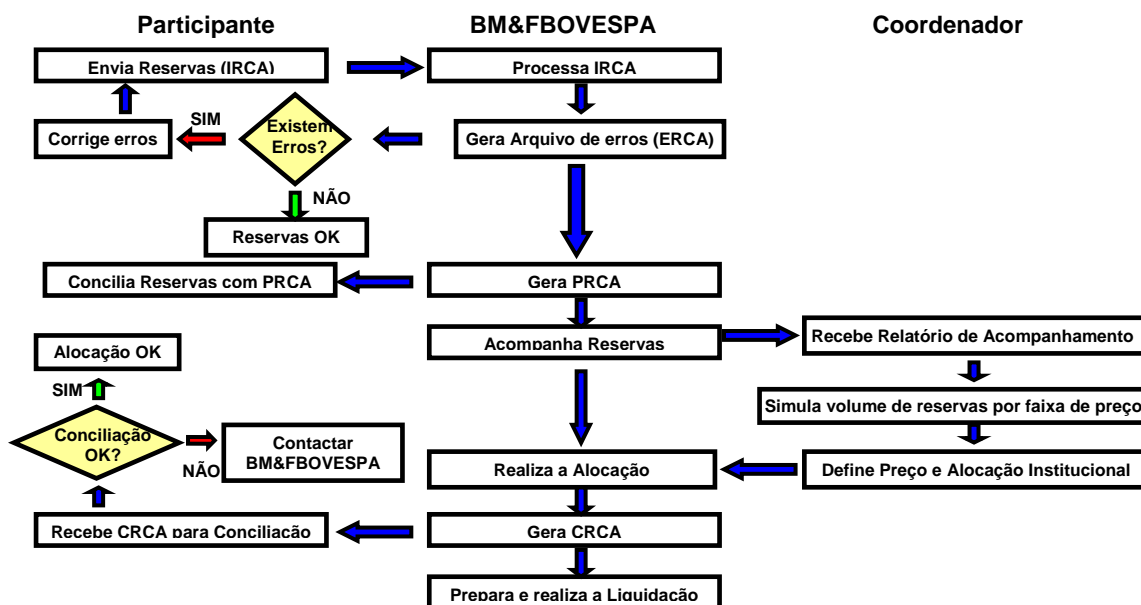 Participante
BM&FBOVESPA
Coordenador
Envia Reservas (IRCA)
Processa IRCA
SIM
Existem
Erros?
Corrige erros
Gera Arquivo de erros (ERCA)
NÃO
Reservas OK
Concilia Reservas com PRCA
Gera PRCA
Acompanha Reservas
Recebe Relatório de Acompanhamento
Alocação OK
SIM
Simula volume de reservas por faixa de preço
Conciliação
OK?
NÃO
Contactar
BM&FBOVESPA
Realiza a Alocação
Define Preço e Alocação Institucional
Recebe CRCA para Conciliação
Gera CRCA
Prepara e realiza a Liquidação